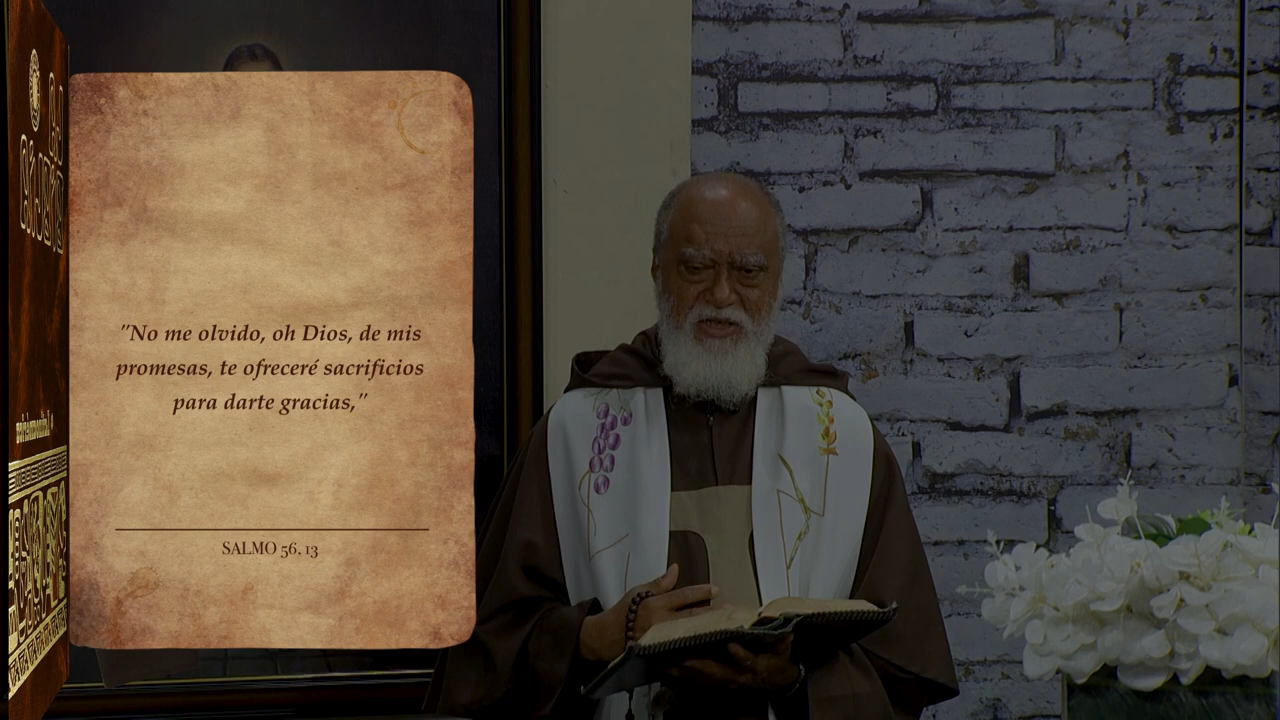 "No me olvido, oh Dios, de mis
promesas, te ofreceré sacrificios
para darte gracias,"
SALMO 56, 13